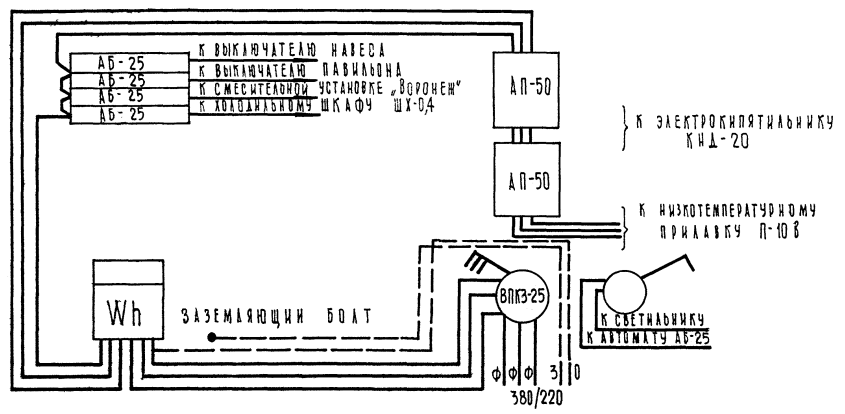 К ВЫКЛЮЧАТЕЛЮ НАВЕСА
АБ-25
К ВЫКЛЮЧАТЕЛЮ ПАВИЛЬОНА
АБ-25
К СМЕСИТЕЛЬНОЙ УСТАНОВКЕ „ВОРОНЕЖ“
АБ-25
К ХОЛОДИЛЬНОМУ ШКАФУ ШХ-0,4
АБ-25
АП-50
К ЭЛЕКТРОКИПЯТИЛЬНИКУ
КНД-20
АП-50
К НИЗКОТЕМПЕРАТУРНОМУ
ПРИЛАВКУ П-10В
Wh
ЗАЗЕМЛЯЮЩИЙ БОЛТ
ВПКЗ-25
К СВЕТИЛЬНИКУ
К АВТОМАТУ АБ-25
Ф Ф Ф З О
380/220